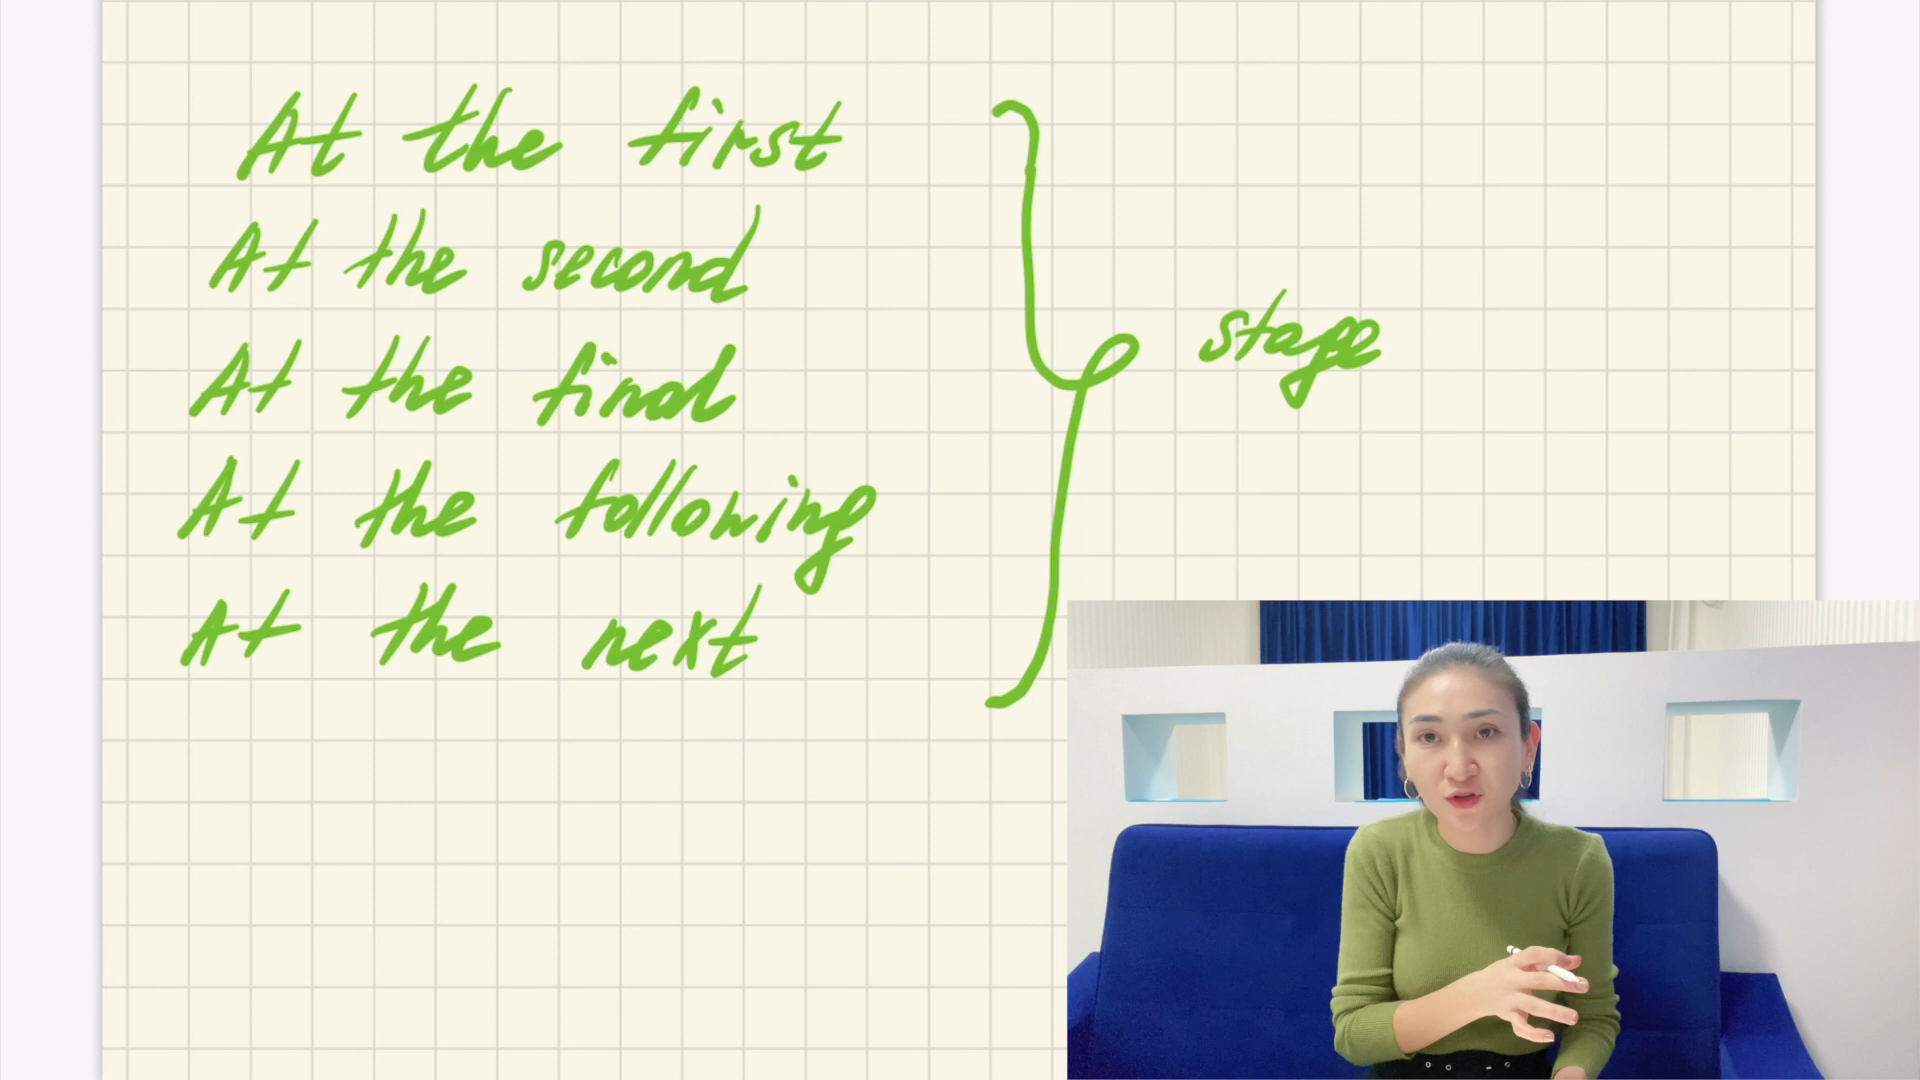 At the first
At the second
At the final
At the following
At the next
stage